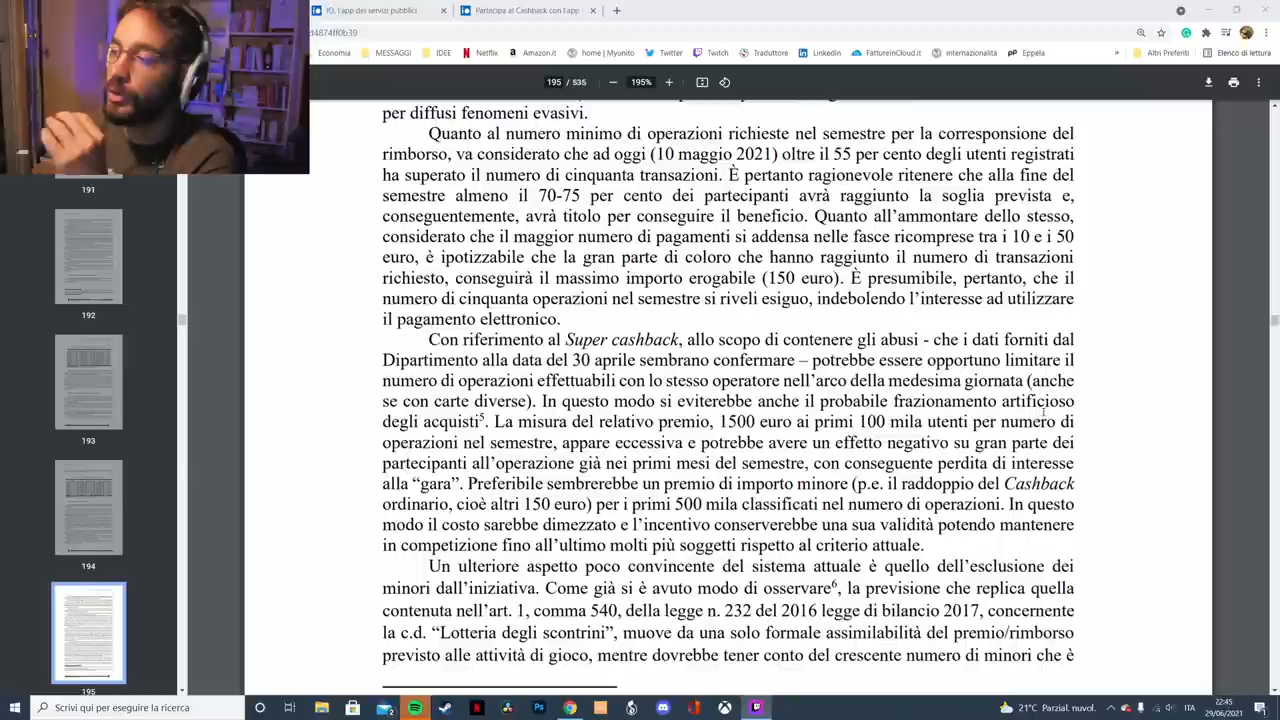 IO, l'app dei servizi pubblici
Partecipa al Cashback con l'app
d4874ff0b39
Economia
MESSAGGI
IDEE
Netflix
Amazon.it
home | Myunito
Twitter
Twitch
Traduttore
LinkedIn
FattureInCloud.it
internazionalità
PP
Eppela
Altri Preferiti
Elenco di lettura
195 / 535
195%
per diffusi fenomeni evasivi.
Quanto al numero minimo di operazioni richieste nel semestre per la corresponsione del
rimborso, va considerato che ad oggi (10 maggio 2021) oltre il 55 per cento degli utenti registrati
ha superato il numero di cinquanta transazioni. È pertanto ragionevole ritenere che alla fine del
semestre almeno il 70-75 per cento dei partecipanti avrà raggiunto la soglia prevista e,
conseguentemente, avrà titolo per conseguire il beneficio. Quanto all'ammontare dello stesso,
considerato che il maggior numero di pagamenti si addensa nelle fasce ricomprese tra i 10 e i 50
euro, è ipotizzabile che la gran parte di coloro che hanno raggiunto il numero di transazioni
richiesto, conseguirà il massimo importo erogabile (150 euro). È presumibile, pertanto, che il
numero di cinquanta operazioni nel semestre si riveli esiguo, indebolendo l'interesse ad utilizzare
il pagamento elettronico.
Con riferimento al Super cashback, allo scopo di contenere gli abusi - che i dati forniti dal
Dipartimento alla data del 30 aprile sembrano confermare – potrebbe essere opportuno limitare il
numero di operazioni effettuabili con lo stesso operatore nell'arco della medesima giornata (anche
se con carte diverse). In questo modo si eviterebbe anche il probabile frazionamento artificioso
degli acquisti5. La misura del relativo premio, 1500 euro ai primi 100 mila utenti per numero di
operazioni nel semestre, appare eccessiva e potrebbe avere un effetto negativo su gran parte dei
partecipanti all'operazione già nei primi mesi del semestre, con conseguente perdita di interesse
alla “gara”. Preferibile sembrerebbe un premio di importo minore (p.e. il raddoppio del Cashback
ordinario, cioè altri 150 euro) per i primi 500 mila classificati nel numero di operazioni. In questo
modo il costo sarebbe dimezzato e l'incentivo conserverebbe una sua validità potendo mantenere
in competizione fino all'ultimo molti più soggetti rispetto al criterio attuale.
Un ulteriore aspetto poco convincente del sistema attuale è quello dell'esclusione dei
minori dall'iniziativa. Come già si è avuto modo di osservare6, la previsione che replica quella
contenuta nell'art. 1, comma 540, della legge n. 232 del 2016 legge di bilancio 2017, concernente
la c.d. “Lotteria degli scontrini”, muove da una solo formale assimilabilità del premio/rimborso
previsto alle attività di gioco, mentre dovrebbe tener conto del crescente numero di minori che è
191
192
193
194
195
Scrivi qui per eseguire la ricerca
21°C Parzial. nuvol.
ITA
22:45
29/06/2021
1